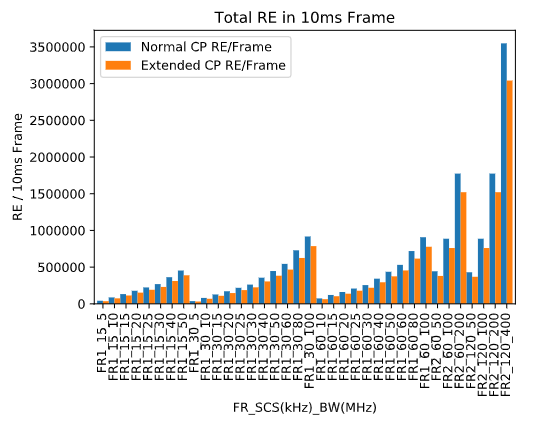 Total RE in 10ms Frame
Normal CP RE/Frame
Extended CP RE/Frame
RE / 10ms Frame
3500000
3000000
2500000
2000000
1500000
1000000
500000
0
FR1_15_5
FR1_15_10
FR1_15_15
FR1_15_20
FR1_15_25
FR1_15_30
FR1_15_40
FR1_15_50
FR1_30_5
FR1_30_10
FR1_30_15
FR1_30_20
FR1_30_25
FR1_30_30
FR1_30_40
FR1_30_50
FR1_30_60
FR1_30_80
FR1_30_100
FR1_60_10
FR1_60_15
FR1_60_20
FR1_60_25
FR1_60_30
FR1_60_40
FR1_60_50
FR1_60_60
FR1_60_80
FR1_60_100
FR2_60_50
FR2_60_100
FR2_60_200
FR2_120_50
FR2_120_100
FR2_120_200
FR2_120_400
FR_SCS(kHz)_BW(MHz)